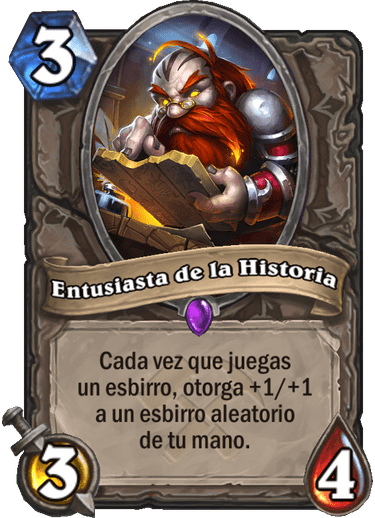 3
Entusiasta de la Historia
Cada vez que juegas
un esbirro, otorga +1/+1
a un esbirro aleatorio
de tu mano.
3
4